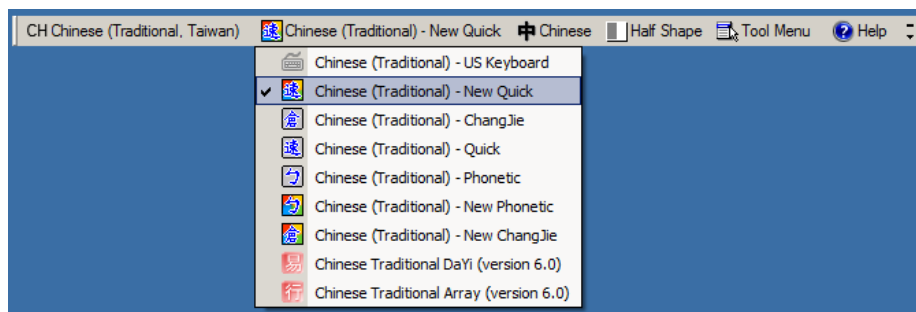 CH Chinese (Traditional, Taiwan) 速 Chinese (Traditional) - New Quick 中 Chinese Half Shape Tool Menu ? Help
Chinese (Traditional) - US Keyboard
速 Chinese (Traditional) - New Quick
倉 Chinese (Traditional) - ChangJie
速 Chinese (Traditional) - Quick
ㄅ Chinese (Traditional) - Phonetic
ㄅ Chinese (Traditional) - New Phonetic
倉 Chinese (Traditional) - New ChangJie
易 Chinese Traditional DaYi (version 6.0)
行 Chinese Traditional Array (version 6.0)